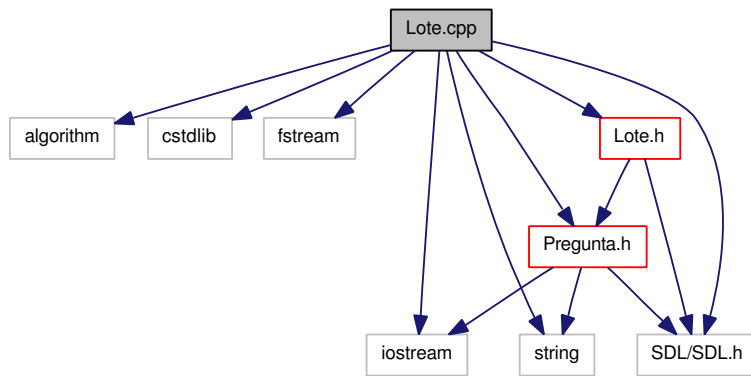 Lote.cpp
algorithm
cstdlib
fstream
Lote.h
Pregunta.h
iostream
string
SDL/SDL.h